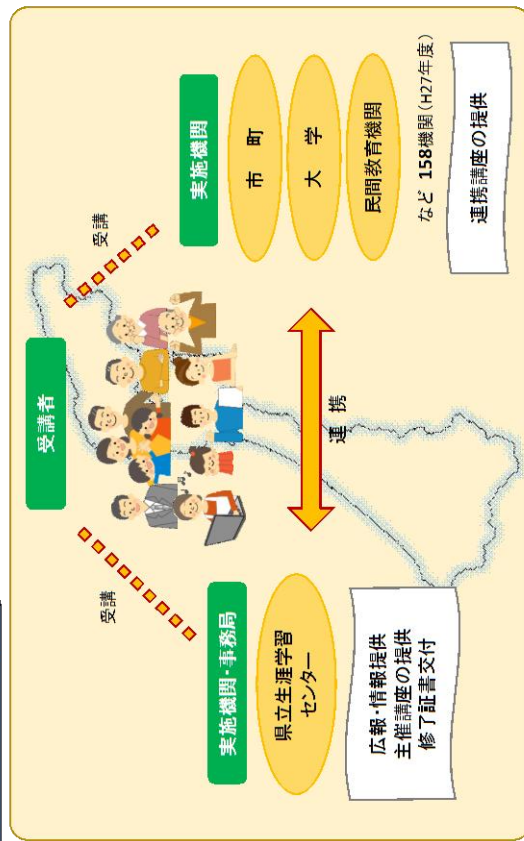 受講者
受講
受講
実施機関・事務局
県立生涯学習
センター
広報・情報提供
主催講座の提供
修了証書交付
連携
実施機関
市 町
大 学
民間教育機関
など 158機関(H27年度)
連携講座の提供